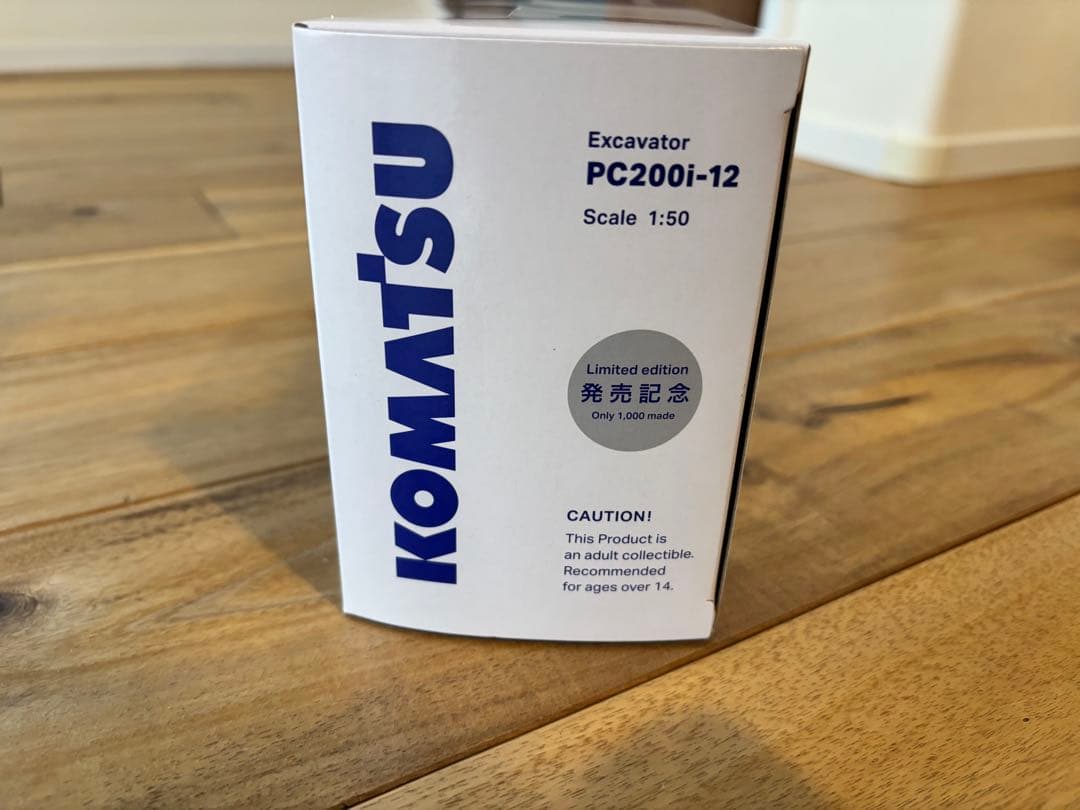 KOMATSU
Excavator
PC200i-12
Scale 1:50
Limited edition
発売記念
Only 1,000 made
CAUTION!
This Product is
an adult collectible.
Recommended
for ages over 14.